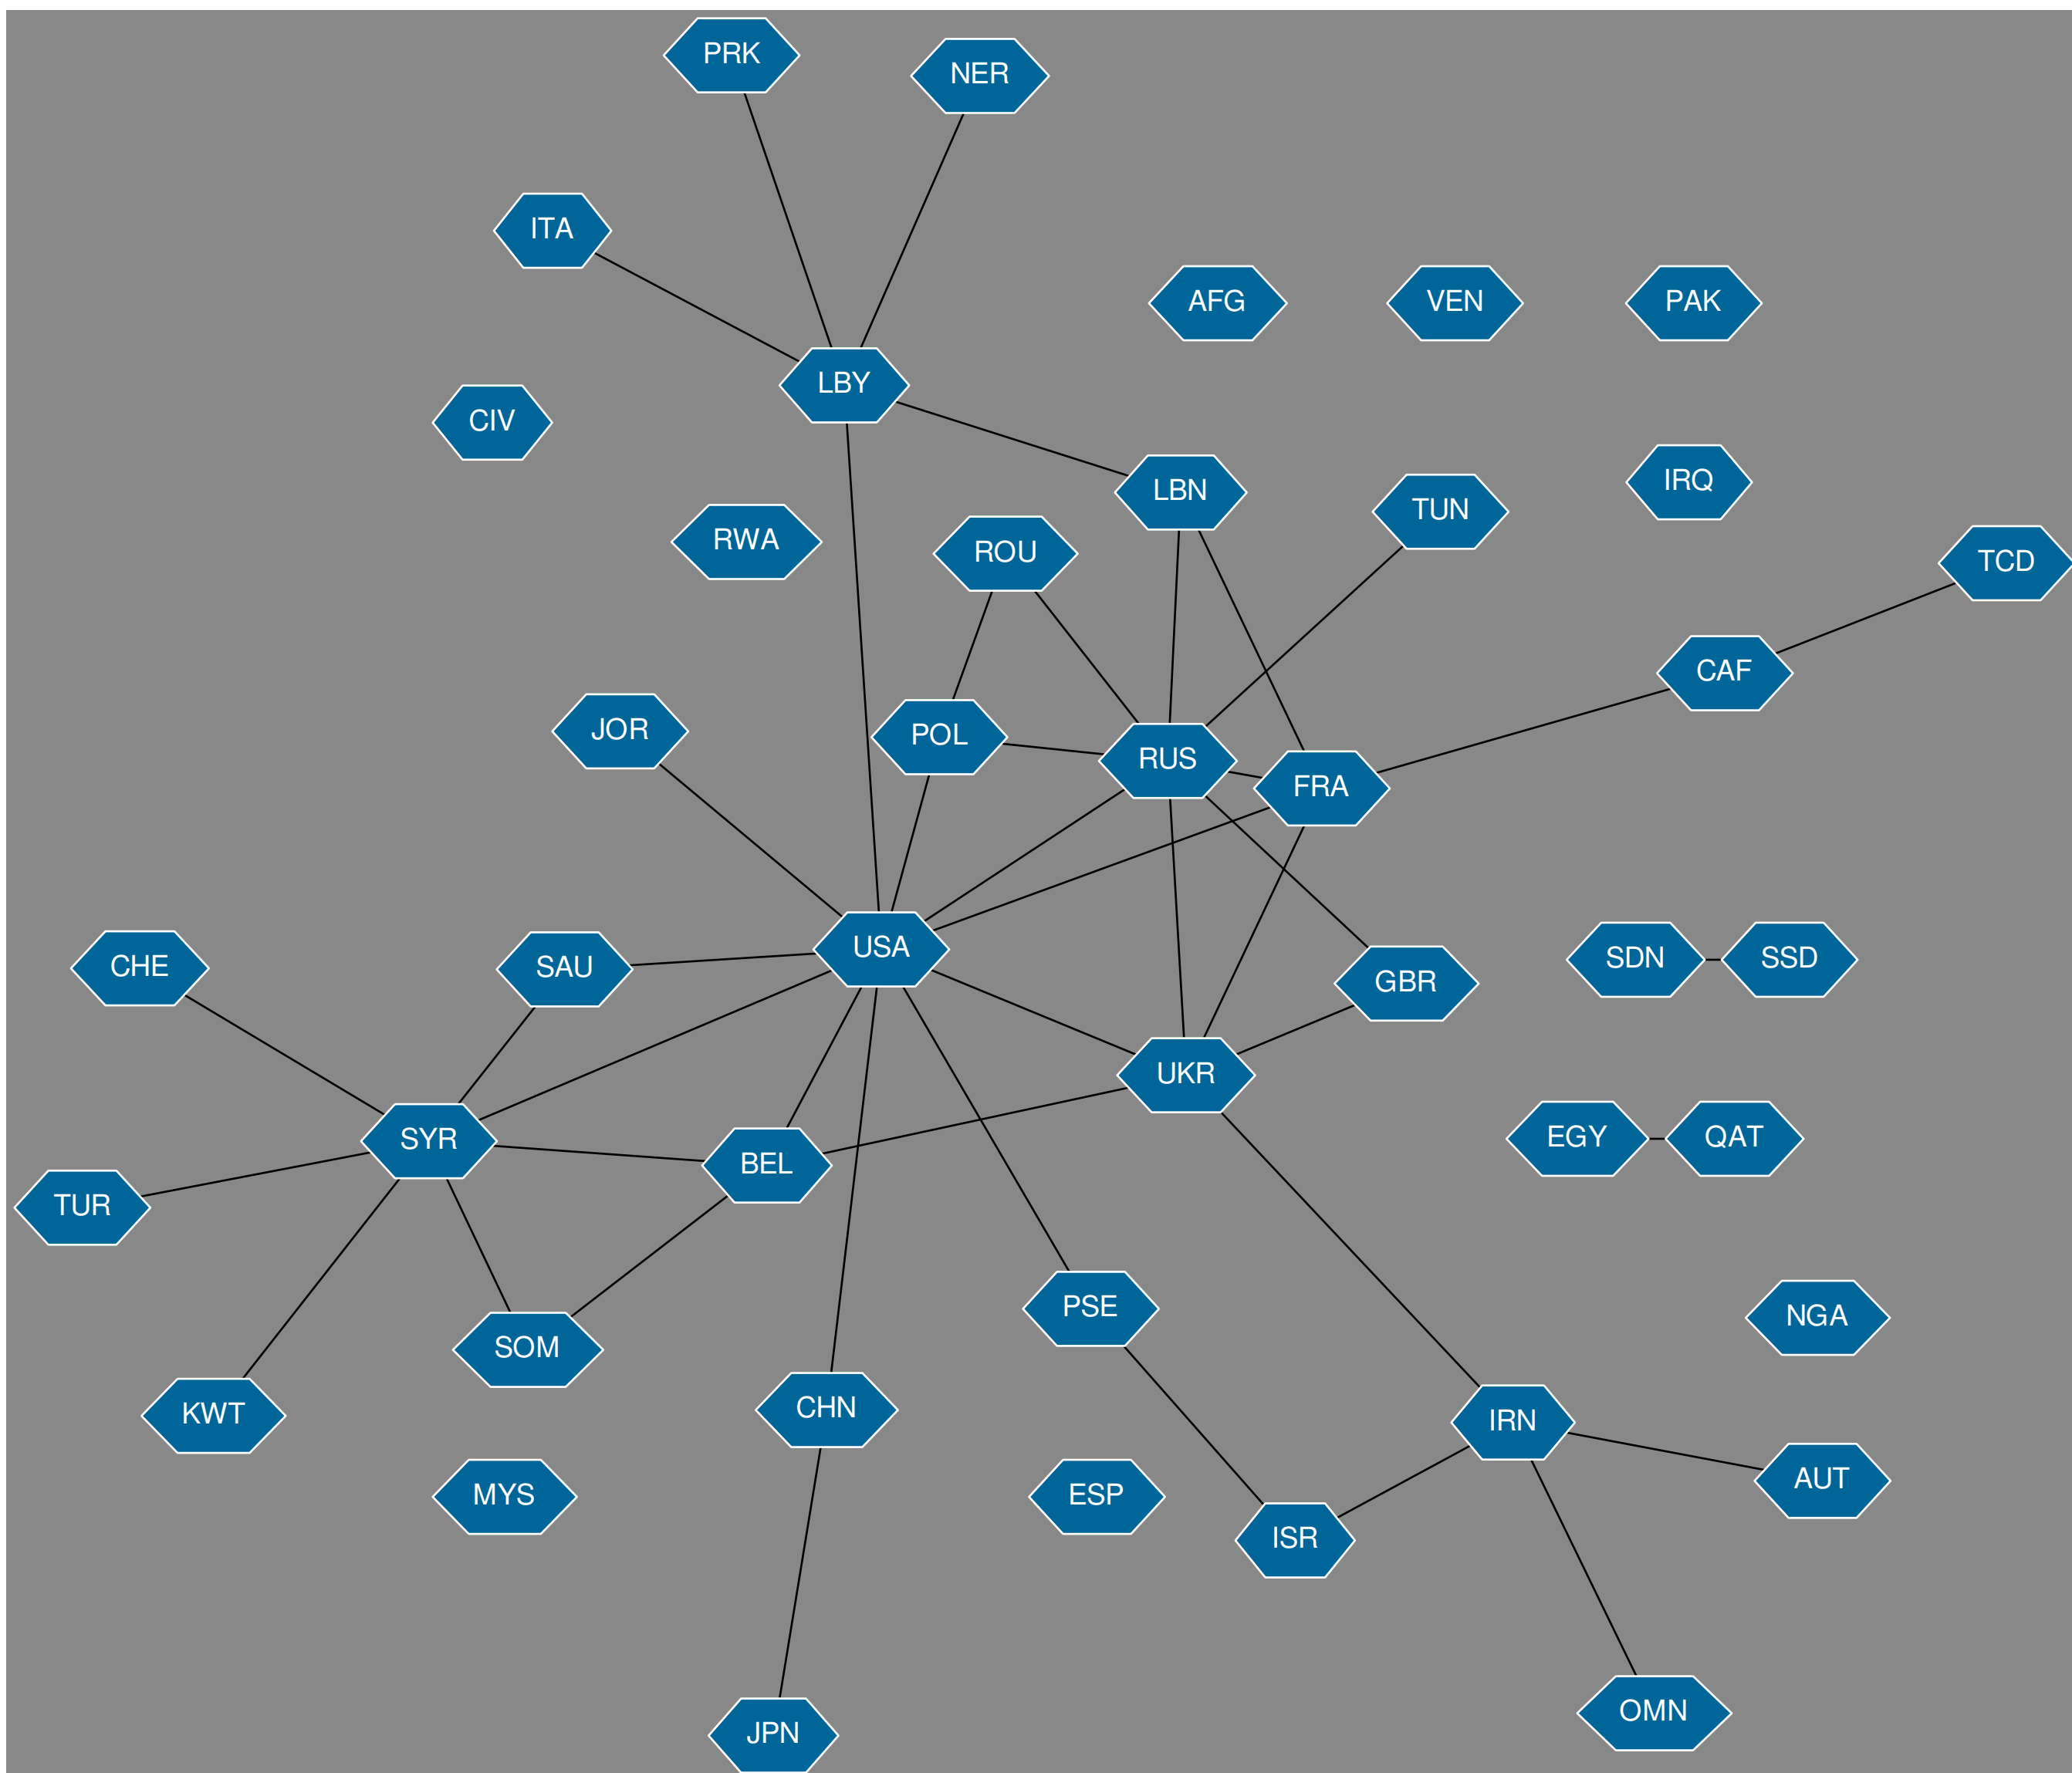 PRK
NER
ITA
AFG
VEN
PAK
LBY
CIV
IRQ
LBN
TUN
RWA
ROU
TCD
CAF
JOR
POL
RUS
FRA
USA
SDN
SSD
CHE
SAU
GBR
UKR
EGY
QAT
SYR
BEL
TUR
PSE
NGA
SOM
CHN
KWT
IRN
AUT
MYS
ESP
ISR
OMN
JPN